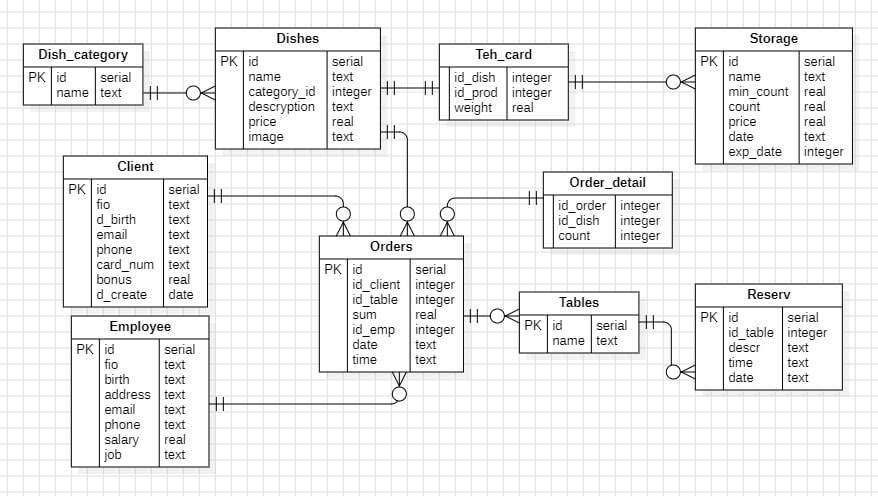 Dish_category
PK id serial
name text
Dishes
PK id serial
name text
category_id integer
descryption text
price real
image text
Teh_card
id_dish integer
id_prod integer
weight real
Storage
PK id serial
name text
min_count real
count real
price real
date text
exp_date integer
Client
PK id serial
fio text
d_birth text
email text
phone text
card_num text
bonus real
d_create date
Order_detail
id_order integer
id_dish integer
count integer
Orders
PK id serial
id_client integer
id_table integer
sum real
id_emp integer
date text
time text
Tables
PK id serial
name text
Reserv
PK id serial
id_table integer
descr text
time text
date text
Employee
PK id serial
fio text
birth text
address text
email text
phone text
salary real
job text